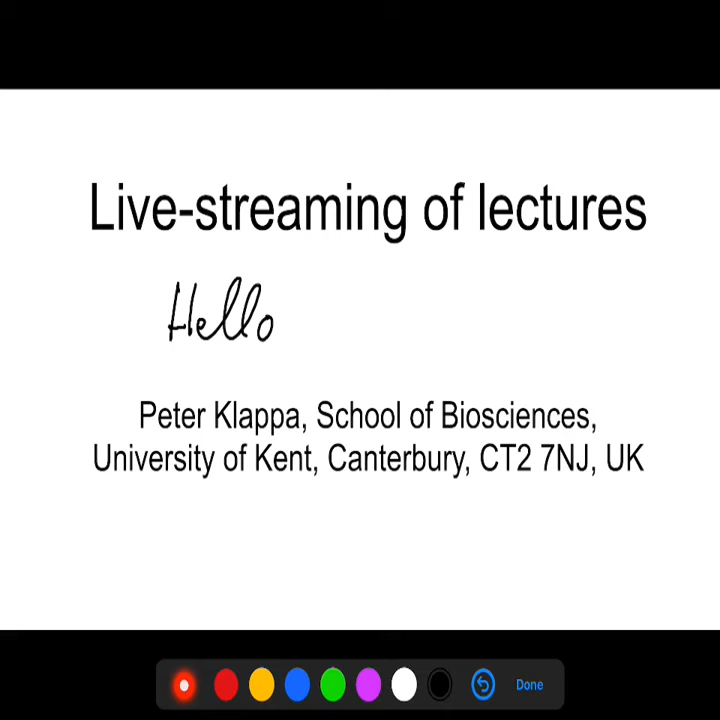 Live-streaming of lectures
Hello
Peter Klappa, School of Biosciences,
University of Kent, Canterbury, CT2 7NJ, UK
Done